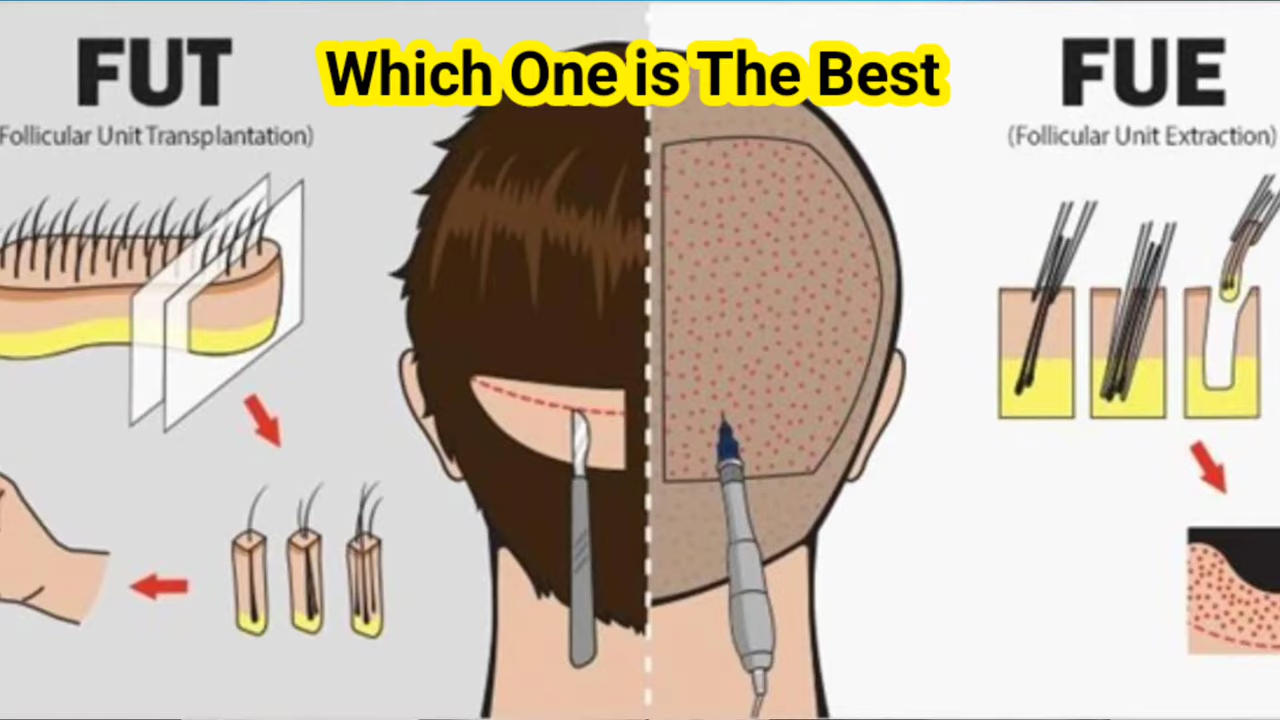 FUT
Which One is The Best
FUE
Follicular Unit Transplantation)
(Follicular Unit Extraction)